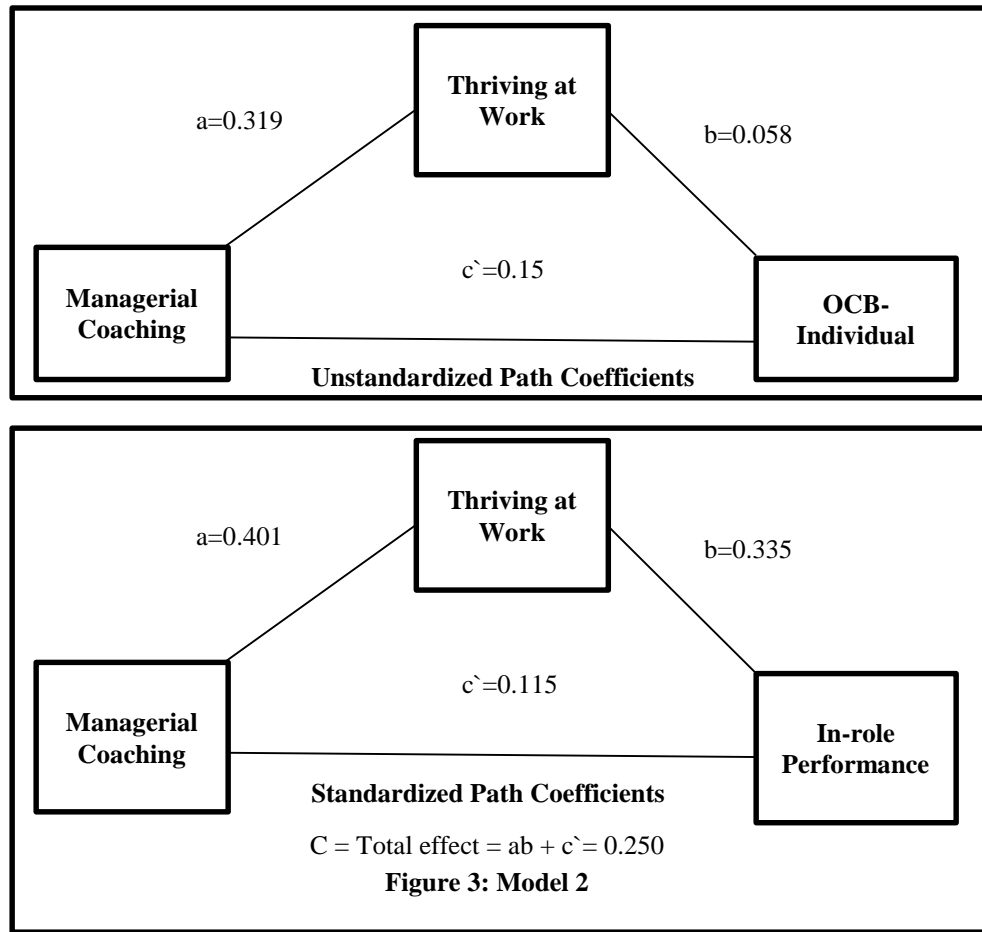 Thriving at
Work
a=0.319
b=0.058
c`=0.15
Managerial
Coaching
OCB-
Individual
Unstandardized Path Coefficients
Thriving at
Work
a=0.401
b=0.335
c`=0.115
Managerial
Coaching
In-role
Performance
Standardized Path Coefficients
C = Total effect = ab + c`= 0.250
Figure 3: Model 2